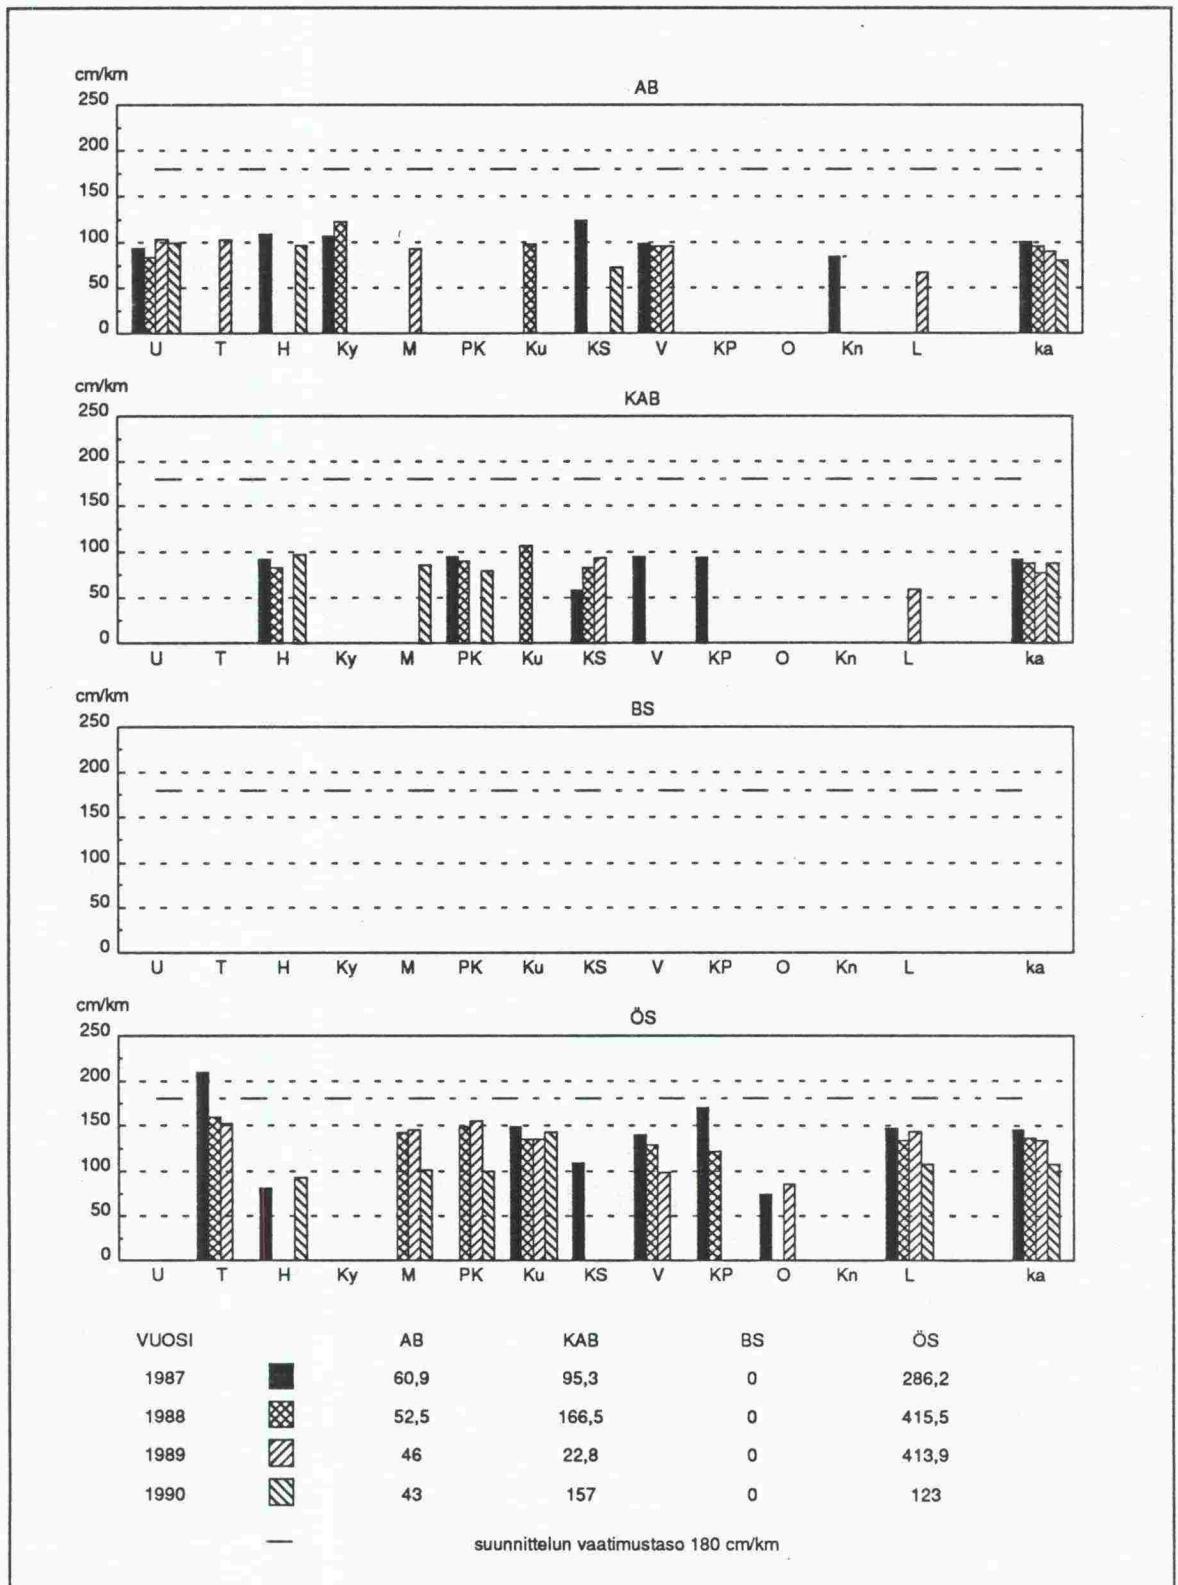 cm/km
AB
250
200
150
100
50
0
U T H Ky M PK Ku KS V KP O Kn L ka
cm/km
KAB
250
200
150
100
50
0
U T H Ky M PK Ku KS V KP O Kn L ka
cm/km
BS
250
200
150
100
50
0
U T H Ky M PK Ku KS V KP O Kn L ka
cm/km
ÖS
250
200
150
100
50
0
U T H Ky M PK Ku KS V KP O Kn L ka
VUOSI AB KAB BS ÖS
1987 60,9 95,3 0 286,2
1988 52,5 166,5 0 415,5
1989 46 22,8 0 413,9
1990 43 157 0 123
suunnittelun vaatimustaso 180 cm/km